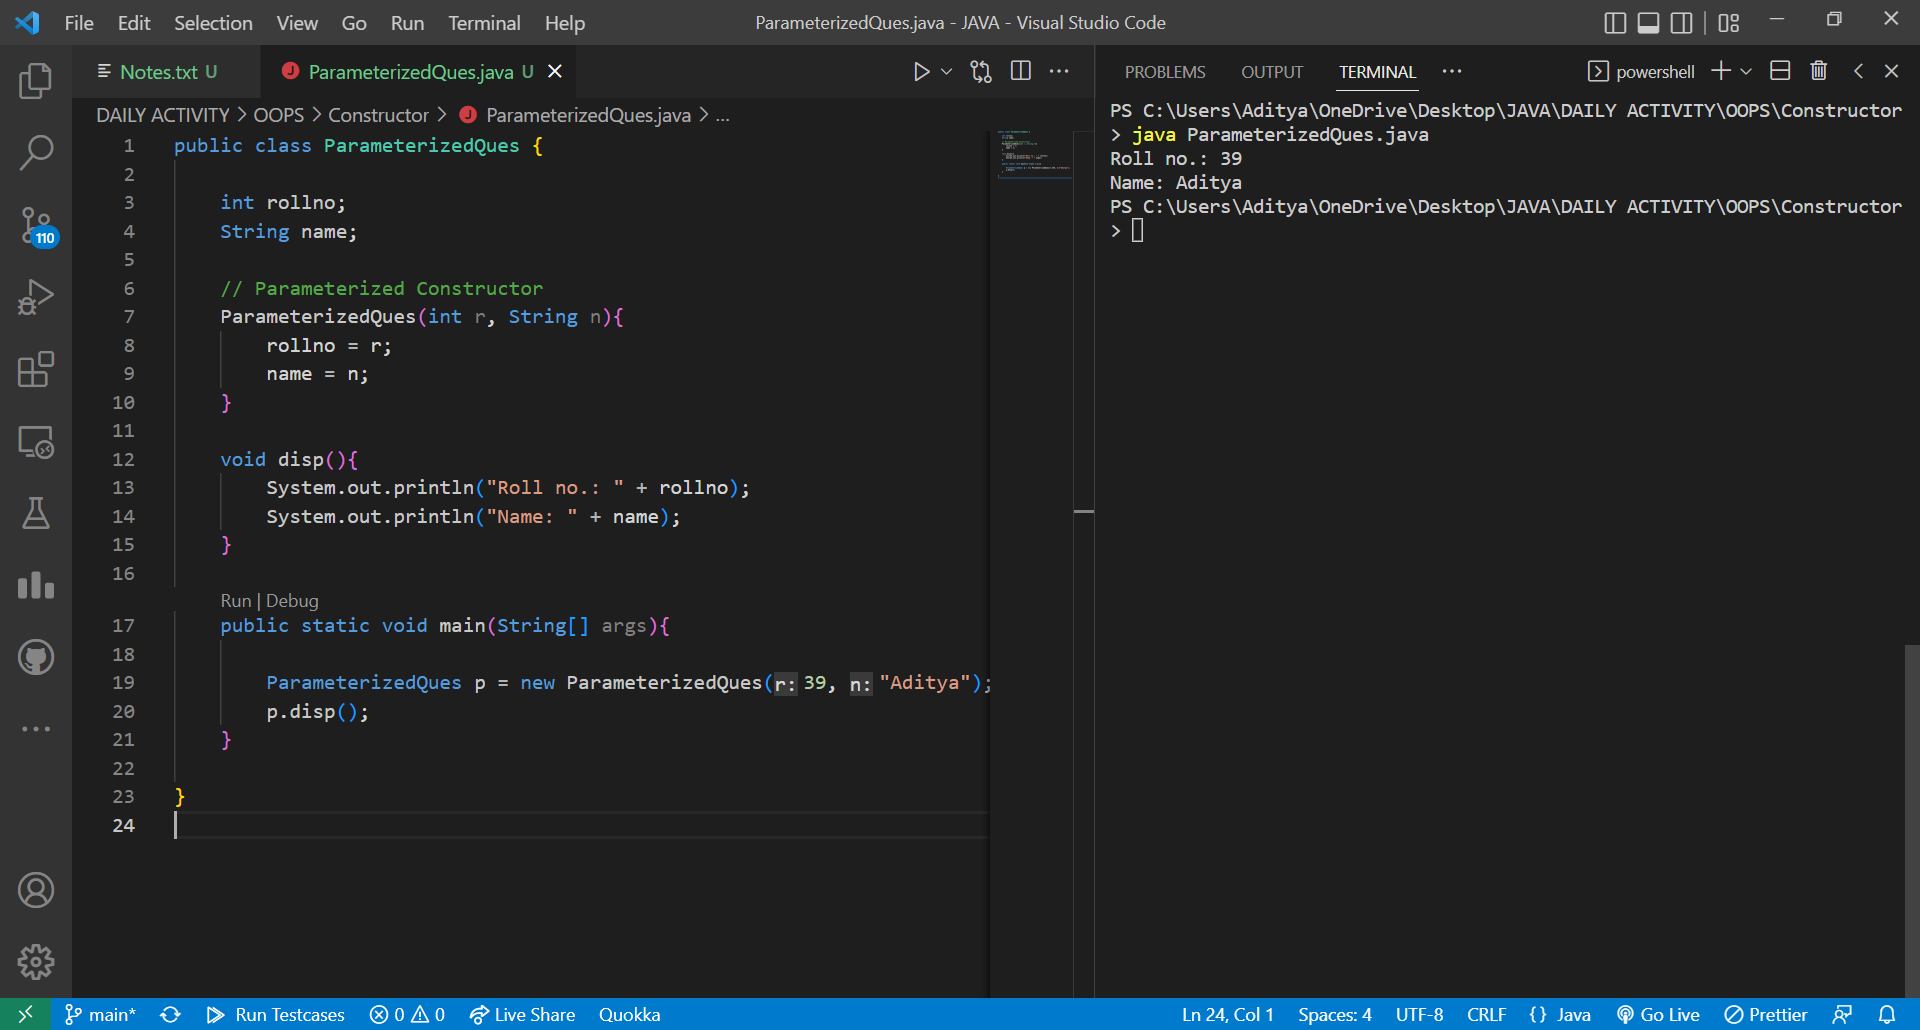 File Edit Selection View Go Run Terminal Help
ParameterizedQues.java - JAVA - Visual Studio Code
Notes.txt U
J ParameterizedQues.java U
DAILY ACTIVITY > OOPS > Constructor > J ParameterizedQues.java > ...
110
1 public class ParameterizedQues {
2
3 int rollno;
4 String name;
5
6 // Parameterized Constructor
7 ParameterizedQues(int r, String n){
8 rollno = r;
9 name = n;
10 }
11
12 void disp(){
13 System.out.println("Roll no.: " + rollno);
14 System.out.println("Name: " + name);
15 }
16
Run | Debug
17 public static void main(String[] args){
18
19 ParameterizedQues p = new ParameterizedQues(r: 39, n: "Aditya");
20 p.disp();
21 }
22
23 }
24
PROBLEMS OUTPUT TERMINAL ... powershell
PS C:\Users\Aditya\OneDrive\Desktop\JAVA\DAILY ACTIVITY\OOPS\Constructor
> java ParameterizedQues.java
Roll no.: 39
Name: Aditya
PS C:\Users\Aditya\OneDrive\Desktop\JAVA\DAILY ACTIVITY\OOPS\Constructor
>
main* Run Testcases 0 0 Live Share Quokka
Ln 24, Col 1 Spaces: 4 UTF-8 CRLF {} Java Go Live Prettier